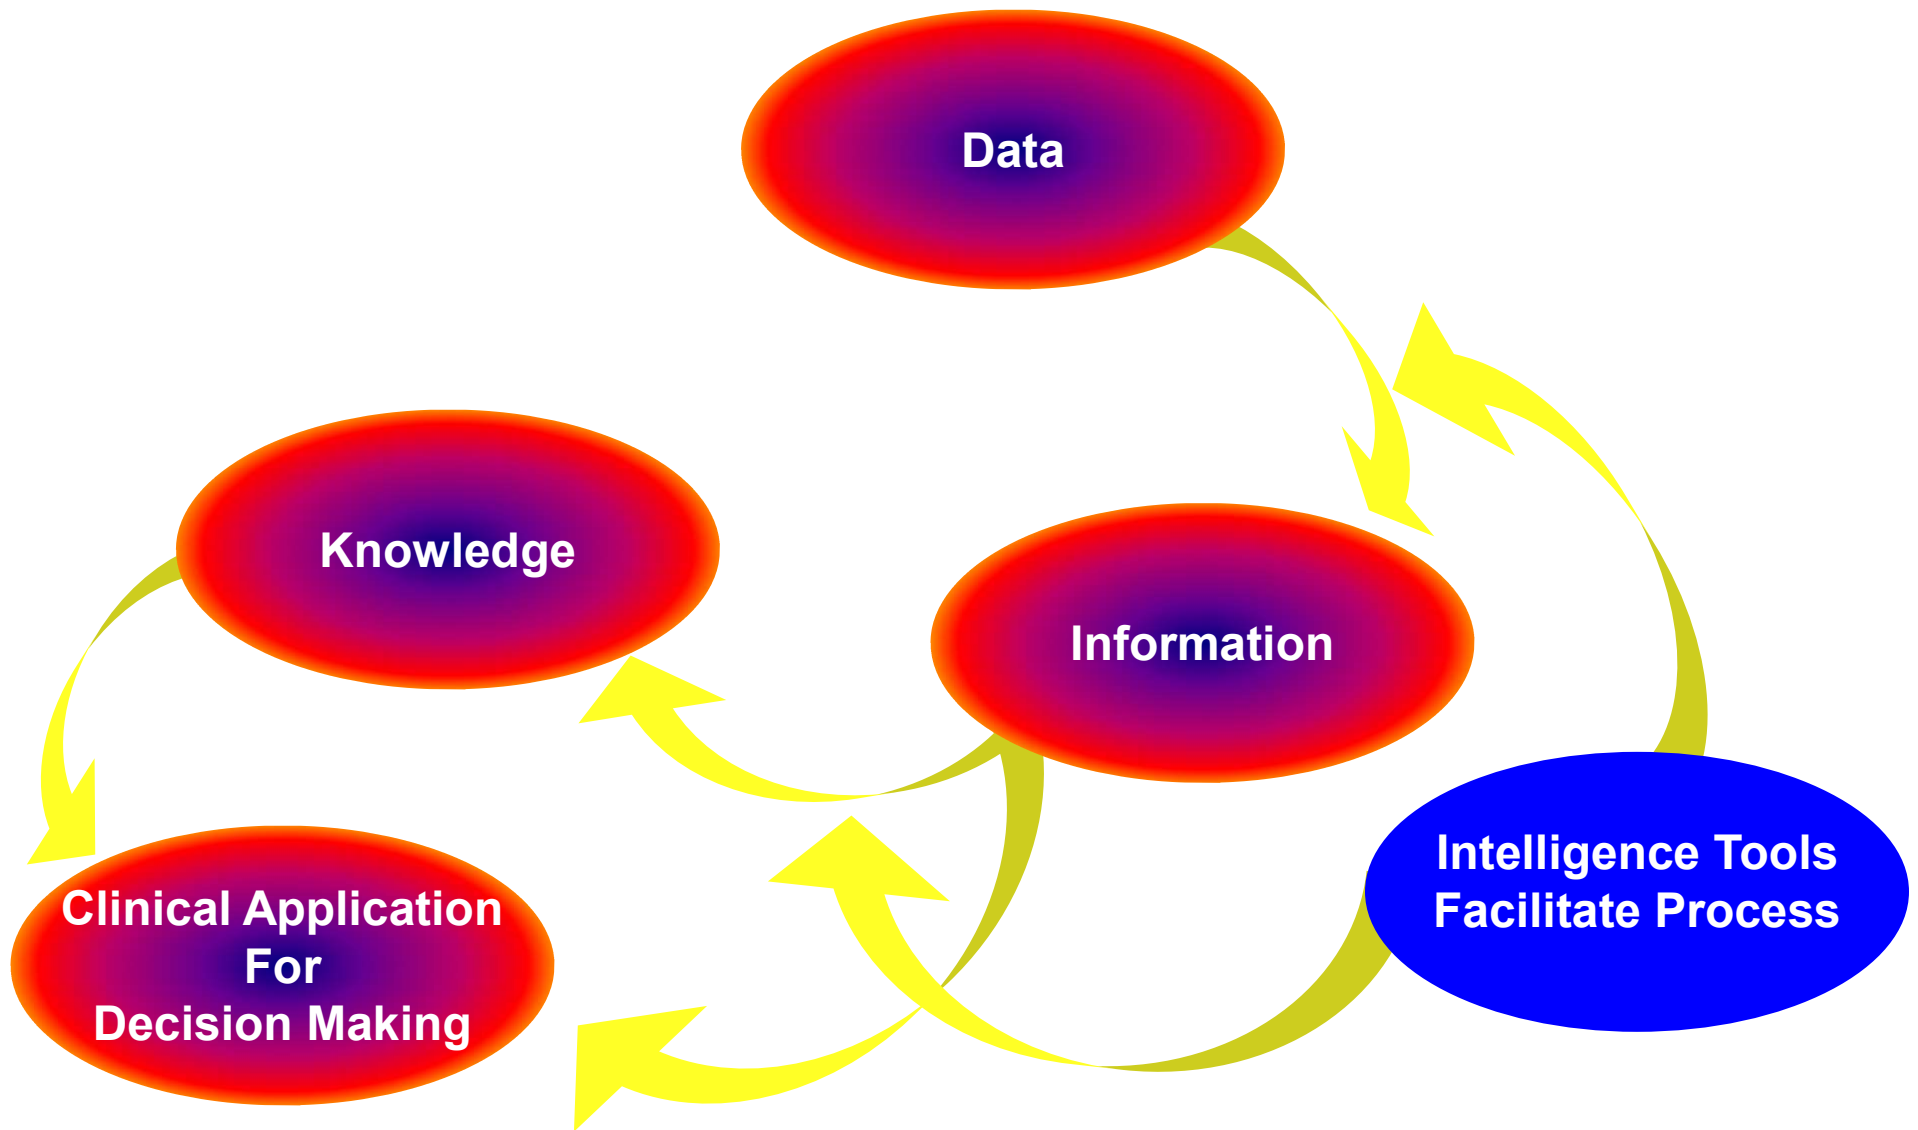 Data
Knowledge
Information
Intelligence Tools
Facilitate Process
Clinical Application
For
Decision Making